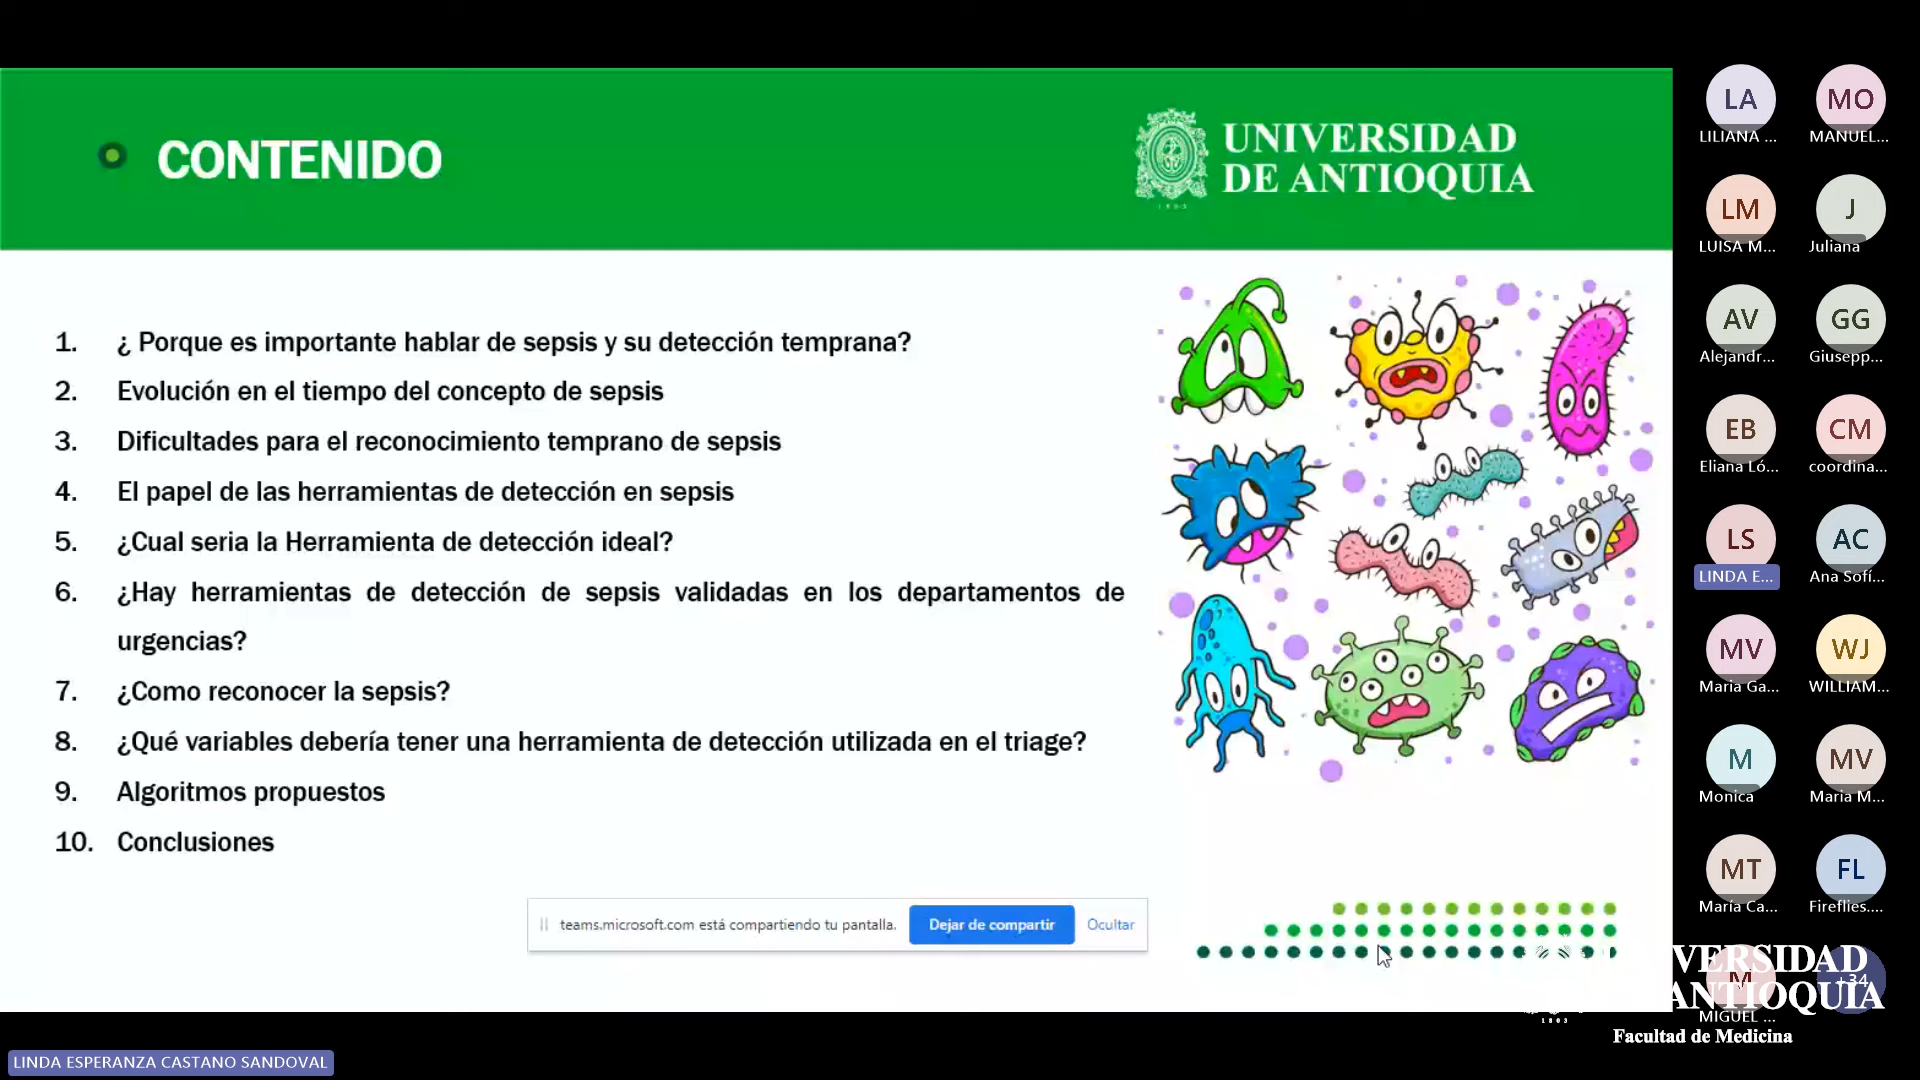 CONTENIDO
UNIVERSIDAD
DE ANTIOQUIA
1803
1. ¿ Porque es importante hablar de sepsis y su detección temprana?
2. Evolución en el tiempo del concepto de sepsis
3. Dificultades para el reconocimiento temprano de sepsis
4. El papel de las herramientas de detección en sepsis
5. ¿Cual seria la Herramienta de detección ideal?
6. ¿Hay herramientas de detección de sepsis validadas en los departamentos de
urgencias?
7. ¿Como reconocer la sepsis?
8. ¿Qué variables debería tener una herramienta de detección utilizada en el triage?
9. Algoritmos propuestos
10. Conclusiones
teams.microsoft.com está compartiendo tu pantalla.
Dejar de compartir
Ocultar
LA
LILIANA ...
MO
MANUEL...
LM
LUISA M...
J
Juliana
AV
Alejandr...
GG
Giusepp...
EB
Eliana Ló...
CM
coordina...
LS
LINDA E...
AC
Ana Sofí...
MV
Maria Ga...
WJ
WILLIAM...
M
Monica
MV
Maria M...
MT
María Ca...
FL
Fireflies....
M
MIGUEL ...
+34
VERSIDAD
ANTIOQUIA
1803
Facultad de Medicina
LINDA ESPERANZA CASTANO SANDOVAL